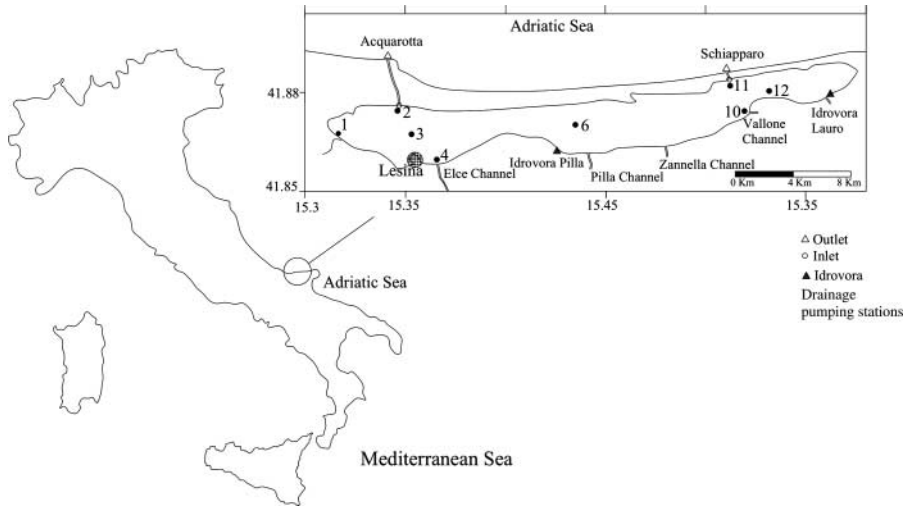 Adriatic Sea
Acquarotta
Schiapparo
41.88
11
12
2
10
1
3
6
Vallone
Channel
Idrovora
Lauro
4
Idrovora Pilla
Lesina
Elce Channel
Pilla Channel
Zannella Channel
41.85
0 Km
4 Km
8 Km
15.3
15.35
15.45
15.35
Outlet
Inlet
Idrovora
Drainage
pumping stations
Adriatic Sea
Mediterranean Sea